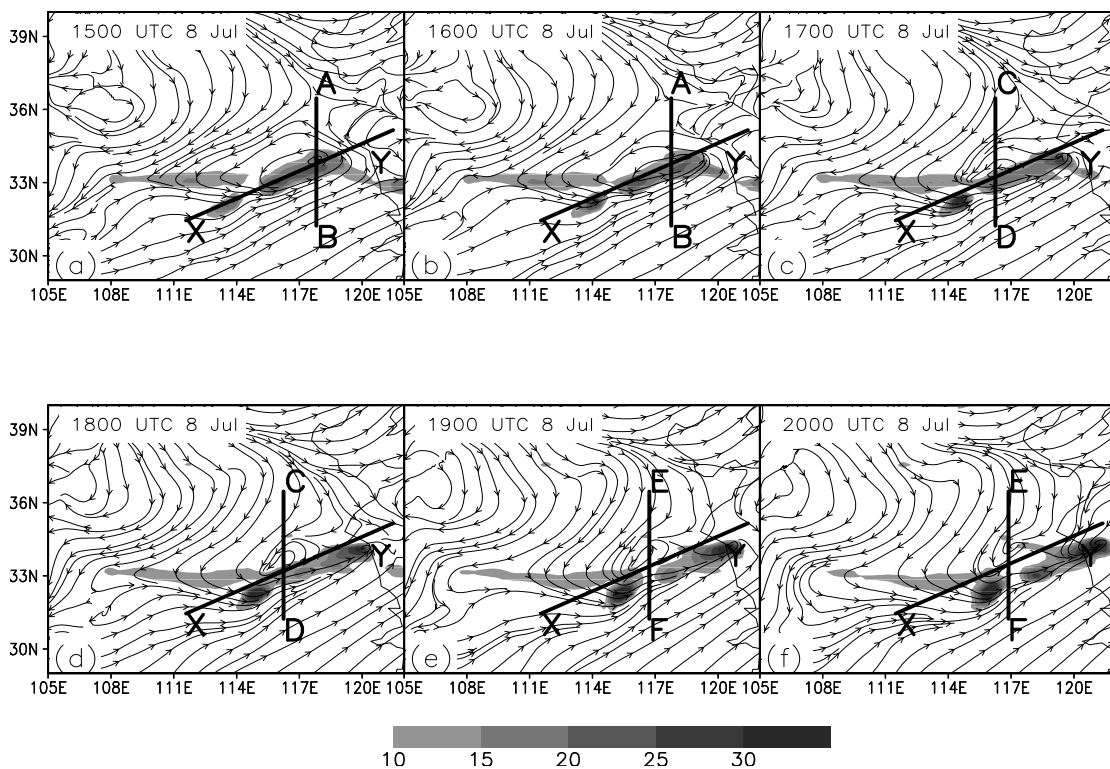 1500 UTC 8 Jul 1600 UTC 8 Jul 1700 UTC 8 Jul
39N
A A C
36N
Y Y Y
33N
X X X
B B D
30N
(a) (b) (c)
105E 108E 111E 114E 117E 120E 105E 108E 111E 114E 117E 120E 105E 108E 111E 114E 117E 120E
1800 UTC 8 Jul 1900 UTC 8 Jul 2000 UTC 8 Jul
39N
C E E
36N
Y Y Y
33N
X X X
D F F
30N
(d) (e) (f)
105E 108E 111E 114E 117E 120E 105E 108E 111E 114E 117E 120E 105E 108E 111E 114E 117E 120E
10 15 20 25 30